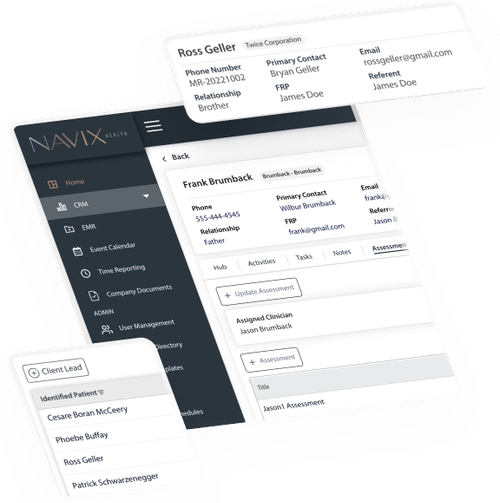 Ross Geller Twice Corporation
Phone Number Primary Contact Email
MR-20221002 Bryan Geller rossgeller@gmail.com
Relationship FRP Referent
Brother James Doe James Doe
NAVIX HEALTH
Back
Home
CRM
EMR
Event Calendar
Time Reporting
Company Documents
ADMIN
User Management
Directory
plates
edules
Frank Brumback Brumback - Brumback
Phone Primary Contact Email
555-444-4545 Wilbur Brumback frank@
Relationship FRP Referre
Father frank@gmail.com Jason B
Hub Activities Tasks Notes Assessmen
+ Update Assessment
Assigned Clinician
Jason Brumback
+ Assessment
Title
Jason1 Assessment
+ Client Lead
Identified Patient
Cesare Boran McCeery
Phoebe Buffay
Ross Geller
Patrick Schwarzenegger